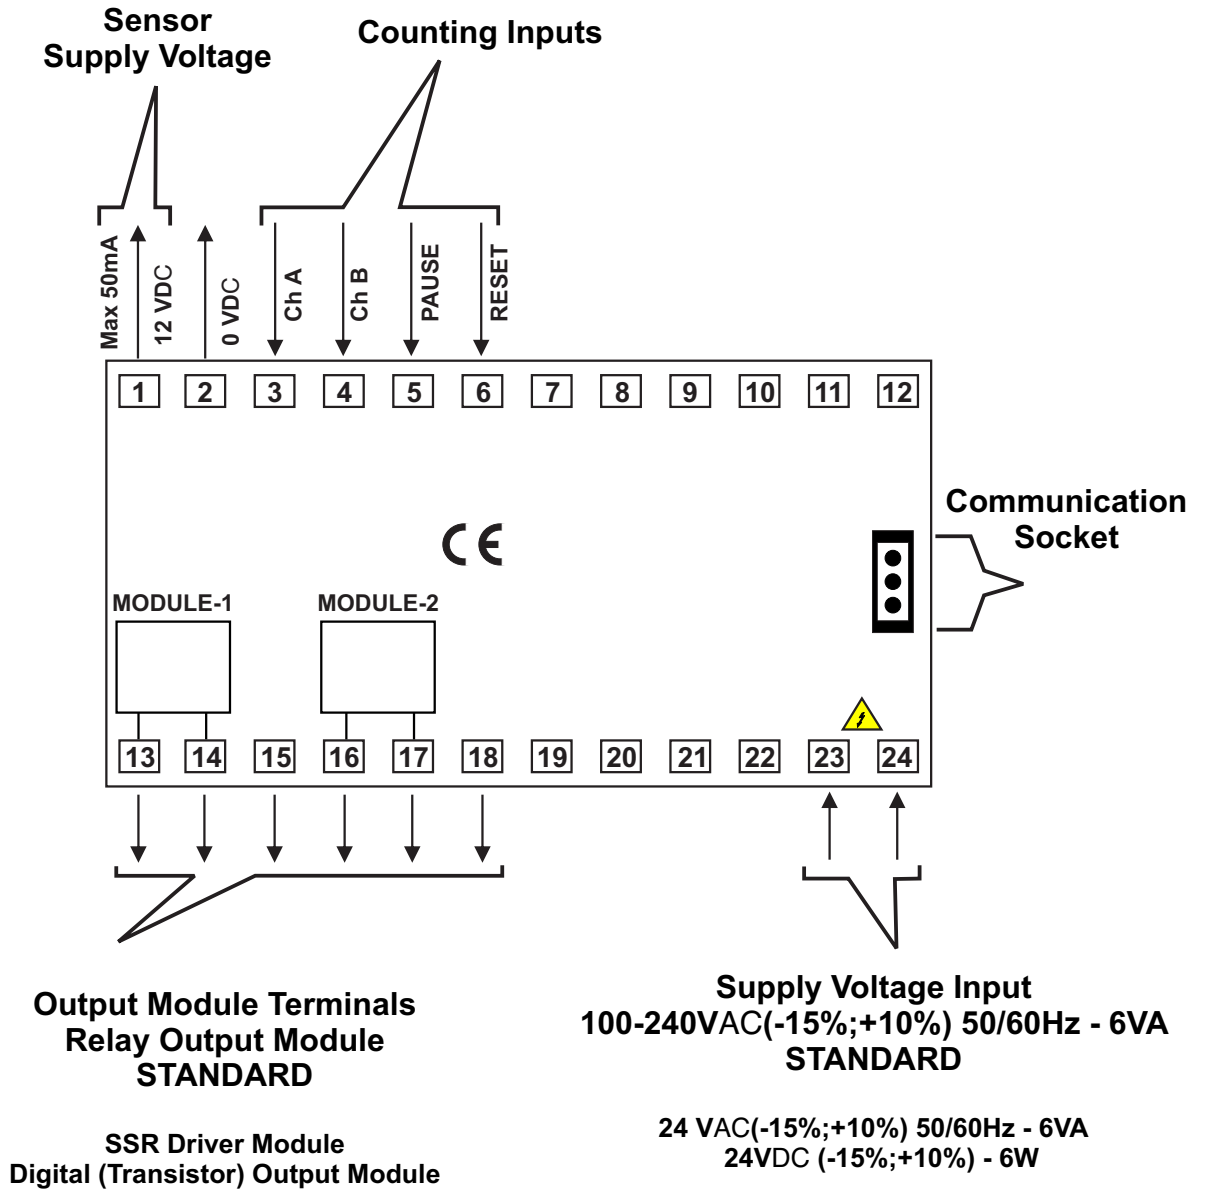 Sensor
Supply Voltage
Counting Inputs
Max 50mA
12 VDC
0 VDC
Ch A
Ch B
PAUSE
RESET
1 2 3 4 5 6 7 8 9 10 11 12
Communication
Socket
CE
MODULE-1 MODULE-2
13 14 15 16 17 18 19 20 21 22 23 24
Output Module Terminals
Relay Output Module
STANDARD
SSR Driver Module
Digital (Transistor) Output Module
Supply Voltage Input
100-240VAC(-15%;+10%) 50/60Hz - 6VA
STANDARD
24 VAC(-15%;+10%) 50/60Hz - 6VA
24VDC (-15%;+10%) - 6W